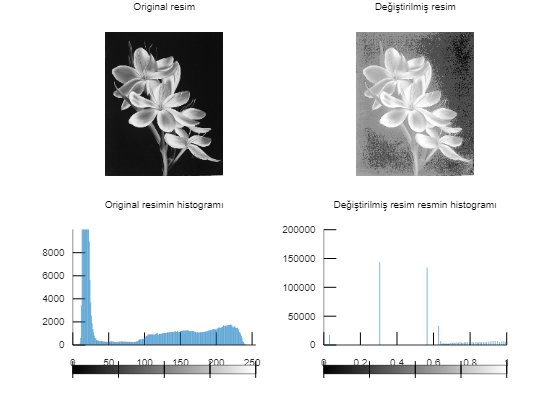 Original resim
Değiştirilmiş resim
Original resimin histogramı
Değiştirilmiş resim resmin histogramı
8000
6000
4000
2000
0
0 50 100 150 200 250
200000
150000
100000
50000
0
0 0.2 0.4 0.6 0.8 1